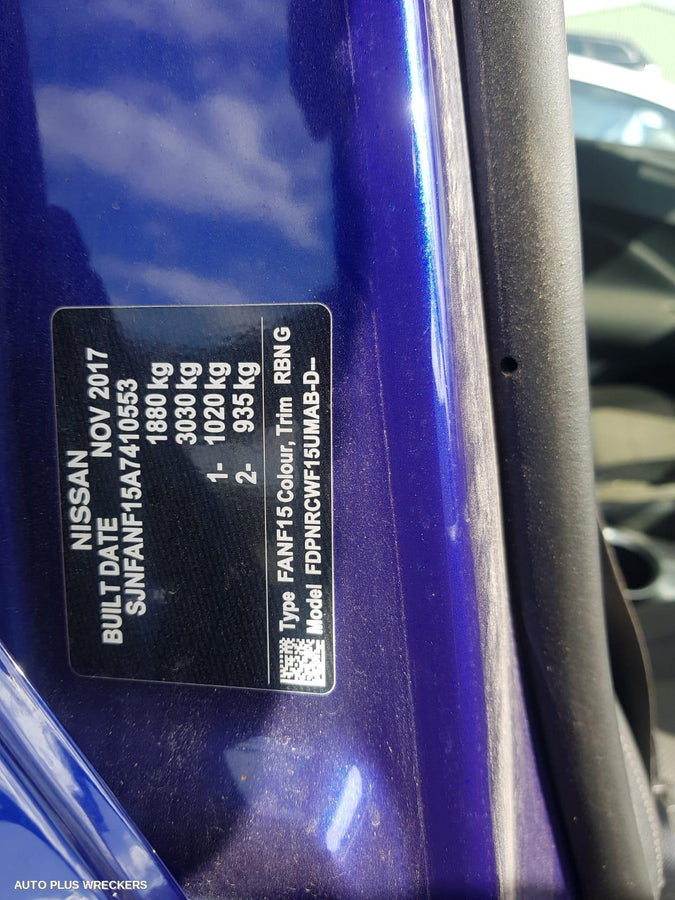 NISSAN
BUILT DATE NOV 2017
SJNFANF15A7410553
1880 kg
3030 kg
1- 1020 kg
2- 935 kg
Type FANF15 Colour, Trim RBN G
Model FDPNRCWF15UMAB-D--
AUTO PLUS WRECKERS